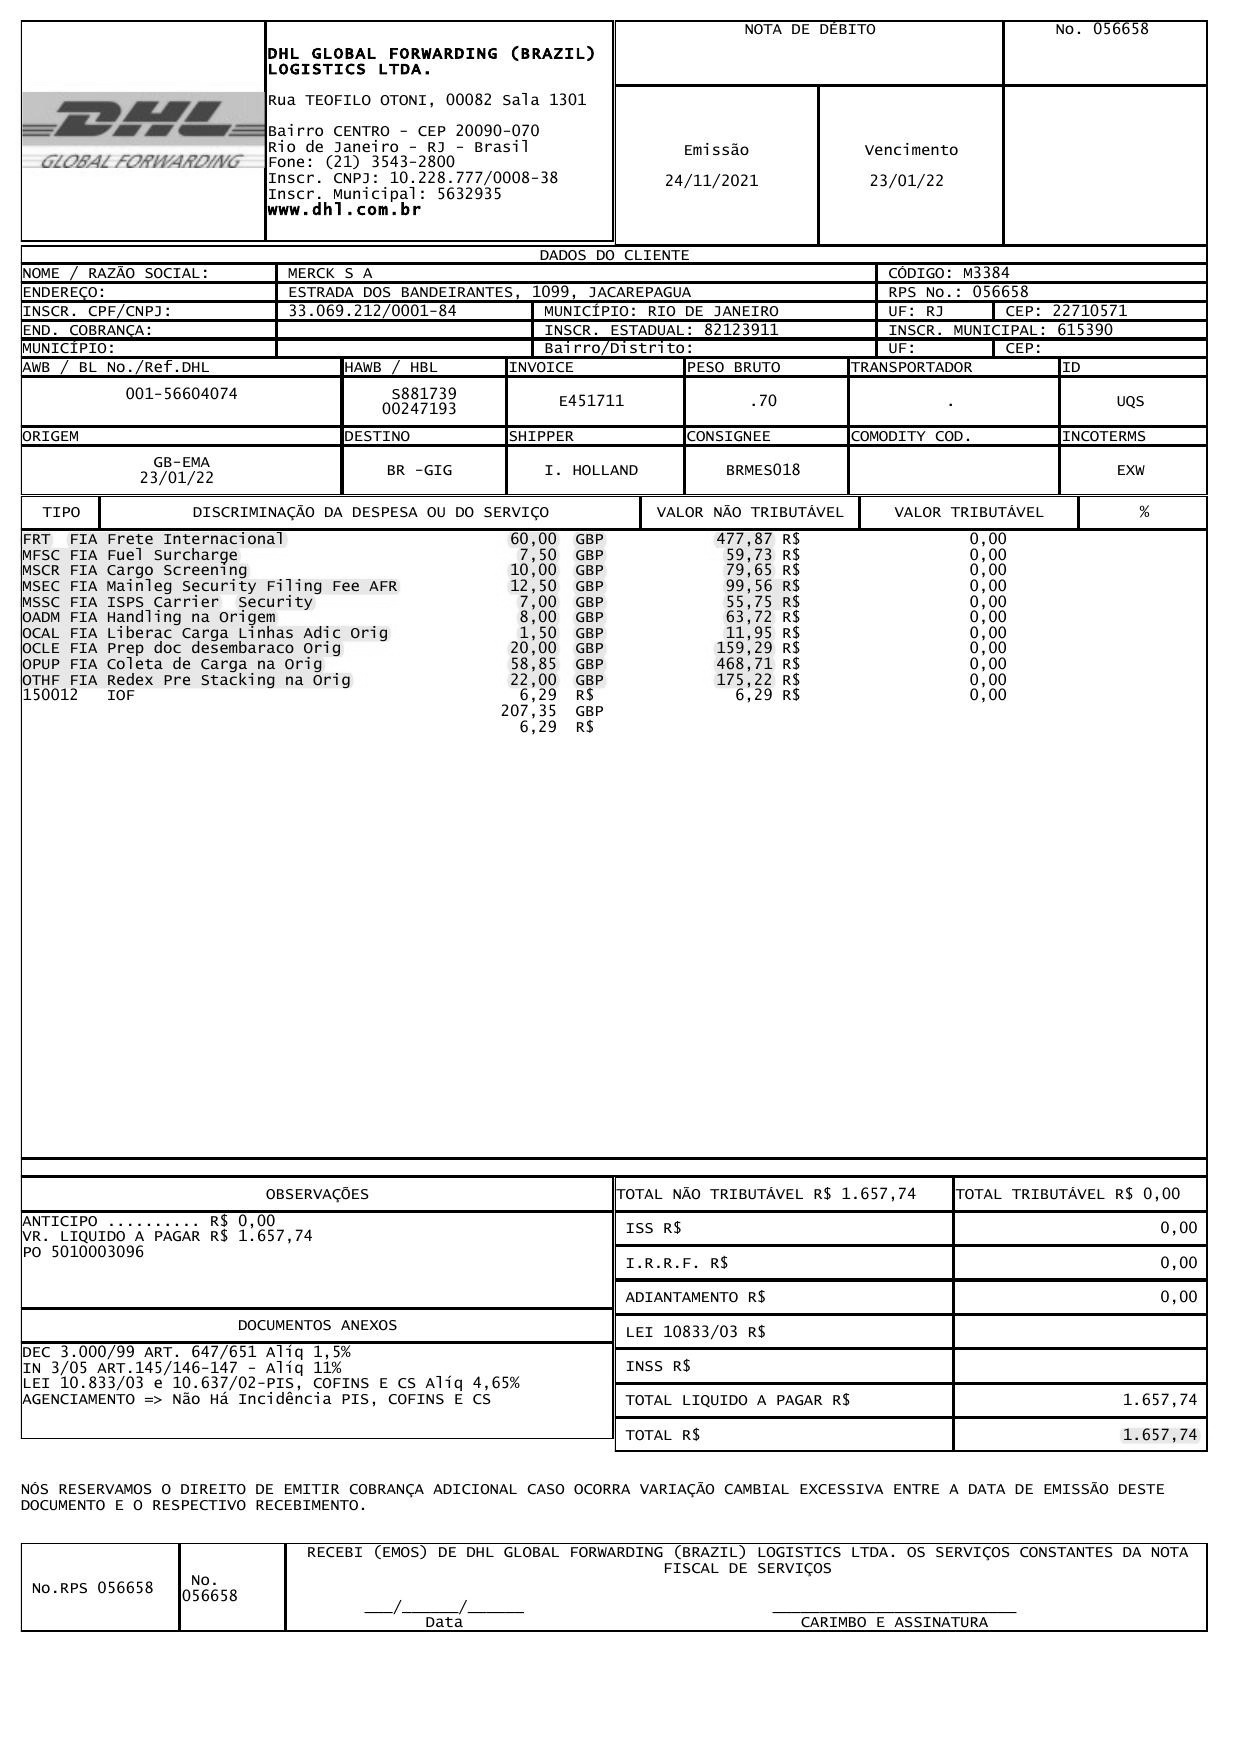 NOTA DE DÉBITO No. 056658
DHL GLOBAL FORWARDING (BRAZIL)
LOGISTICS LTDA.
DHL
GLOBAL FORWARDING
Rua TEOFILO OTONI, 00082 Sala 1301
Bairro CENTRO - CEP 20090-070
Rio de Janeiro - RJ - Brasil
Fone: (21) 3543-2800
Inscr. CNPJ: 10.228.777/0008-38
Inscr. Municipal: 5632935
www.dhl.com.br
Emissão Vencimento
24/11/2021 23/01/22
DADOS DO CLIENTE
NOME / RAZÃO SOCIAL: MERCK S A CÓDIGO: M3384
ENDEREÇO: ESTRADA DOS BANDEIRANTES, 1099, JACAREPAGUA RPS No.: 056658
INSCR. CPF/CNPJ: 33.069.212/0001-84 MUNICÍPIO: RIO DE JANEIRO UF: RJ CEP: 22710571
END. COBRANÇA: INSCR. ESTADUAL: 82123911 INSCR. MUNICIPAL: 615390
MUNICÍPIO: Bairro/Distrito: UF: CEP:
AWB / BL No./Ref.DHL HAWB / HBL INVOICE PESO BRUTO TRANSPORTADOR ID
001-56604074 S881739 E451711 .70 . UQS
00247193
ORIGEM DESTINO SHIPPER CONSIGNEE COMODITY COD. INCOTERMS
GB-EMA BR -GIG I. HOLLAND BRMES018 EXW
23/01/22
TIPO DISCRIMINAÇÃO DA DESPESA OU DO SERVIÇO VALOR NÃO TRIBUTÁVEL VALOR TRIBUTÁVEL %
FRT FIA Frete Internacional 60,00 GBP 477,87 R$ 0,00
MFSC FIA Fuel Surcharge 7,50 GBP 59,73 R$ 0,00
MSCR FIA Cargo Screening 10,00 GBP 79,65 R$ 0,00
MSEC FIA Mainleg Security Filing Fee AFR 12,50 GBP 99,56 R$ 0,00
MSSC FIA ISPS Carrier Security 7,00 GBP 55,75 R$ 0,00
OADM FIA Handling na Origem 8,00 GBP 63,72 R$ 0,00
OCAL FIA Liberac Carga Linhas Adic Orig 1,50 GBP 11,95 R$ 0,00
OCLE FIA Prep doc desembaraco Orig 20,00 GBP 159,29 R$ 0,00
OPUP FIA Coleta de Carga na Orig 58,85 GBP 468,71 R$ 0,00
OTHF FIA Redex Pre Stacking na Orig 22,00 GBP 175,22 R$ 0,00
150012 IOF 6,29 R$ 6,29 R$ 0,00
207,35 GBP
6,29 R$
OBSERVAÇÕES TOTAL NÃO TRIBUTÁVEL R$ 1.657,74 TOTAL TRIBUTÁVEL R$ 0,00
ANTICIPO .......... R$ 0,00
VR. LIQUIDO A PAGAR R$ 1.657,74
PO 5010003096
ISS R$ 0,00
I.R.R.F. R$ 0,00
ADIANTAMENTO R$ 0,00
DOCUMENTOS ANEXOS
LEI 10833/03 R$
DEC 3.000/99 ART. 647/651 Alíq 1,5%
IN 3/05 ART.145/146-147 - Alíq 11%
LEI 10.833/03 e 10.637/02-PIS, COFINS E CS Alíq 4,65%
AGENCIAMENTO => Não Há Incidência PIS, COFINS E CS
INSS R$
TOTAL LIQUIDO A PAGAR R$ 1.657,74
TOTAL R$ 1.657,74
NÓS RESERVAMOS O DIREITO DE EMITIR COBRANÇA ADICIONAL CASO OCORRA VARIAÇÃO CAMBIAL EXCESSIVA ENTRE A DATA DE EMISSÃO DESTE
DOCUMENTO E O RESPECTIVO RECEBIMENTO.
RECEBI (EMOS) DE DHL GLOBAL FORWARDING (BRAZIL) LOGISTICS LTDA. OS SERVIÇOS CONSTANTES DA NOTA
FISCAL DE SERVIÇOS
No.RPS 056658 No.
056658
___/______/______ __________________________
Data CARIMBO E ASSINATURA